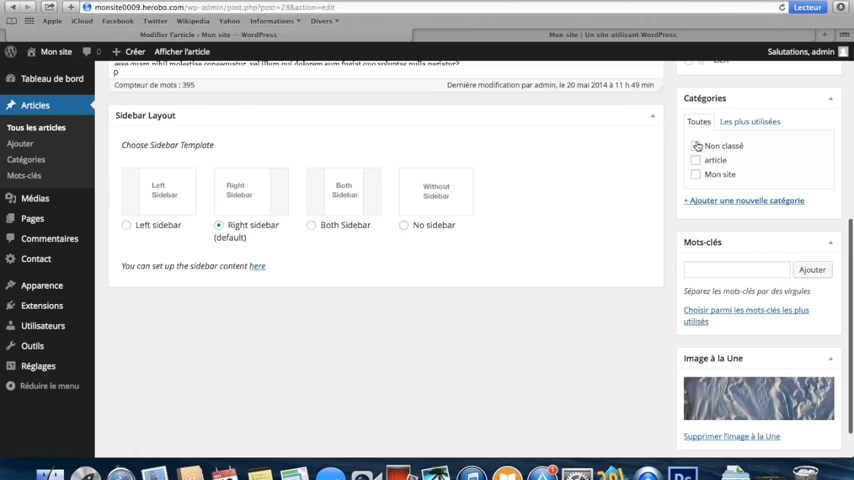 monsite0009.herobo.com/wp-admin/post.php?post=28&action=edit
Lecteur
Apple iCloud Facebook Twitter Wikipedia Yahoo Informations Divers
Modifier l'article ‹ Mon site — WordPress
Mon site | Un site utilisant WordPress
Mon site 0 Créer Afficher l'article
Salutations, admin
Tableau de bord
Articles
Tous les articles
Ajouter
Catégories
Mots-clés
Médias
Pages
Commentaires
Contact
Apparence
Extensions
Utilisateurs
Outils
Réglages
Réduire le menu
p
Compteur de mots : 395
Dernière modification par admin, le 20 mai 2014 à 11 h 49 min
Sidebar Layout
Choose Sidebar Template
Left
Sidebar
Right
Sidebar
Both
Sidebar
Without
Sidebar
Left sidebar
Right sidebar
(default)
Both Sidebar
No sidebar
You can set up the sidebar content here
Catégories
Toutes
Les plus utilisées
Non classé
article
Mon site
+ Ajouter une nouvelle catégorie
Mots-clés
Ajouter
Séparez les mots-clés par des virgules
Choisir parmi les mots-clés les plus
utilisés
Image à la Une
Supprimer l'image à la Une
Ps